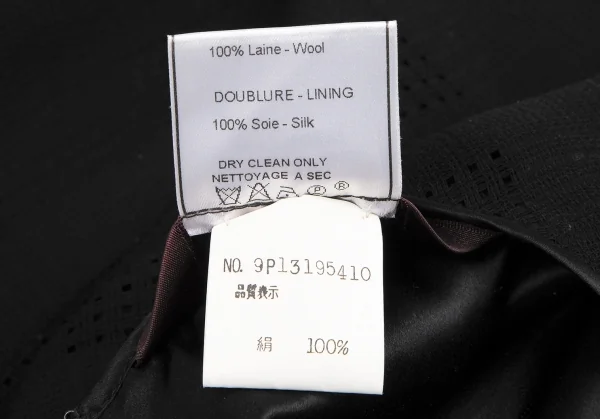 100% Laine - Wool
DOUBLURE - LINING
100% Soie - Silk
DRY CLEAN ONLY
NETTOYAGE A SEC
P ®
NO. 9P13195410
品質表示
絹 100%